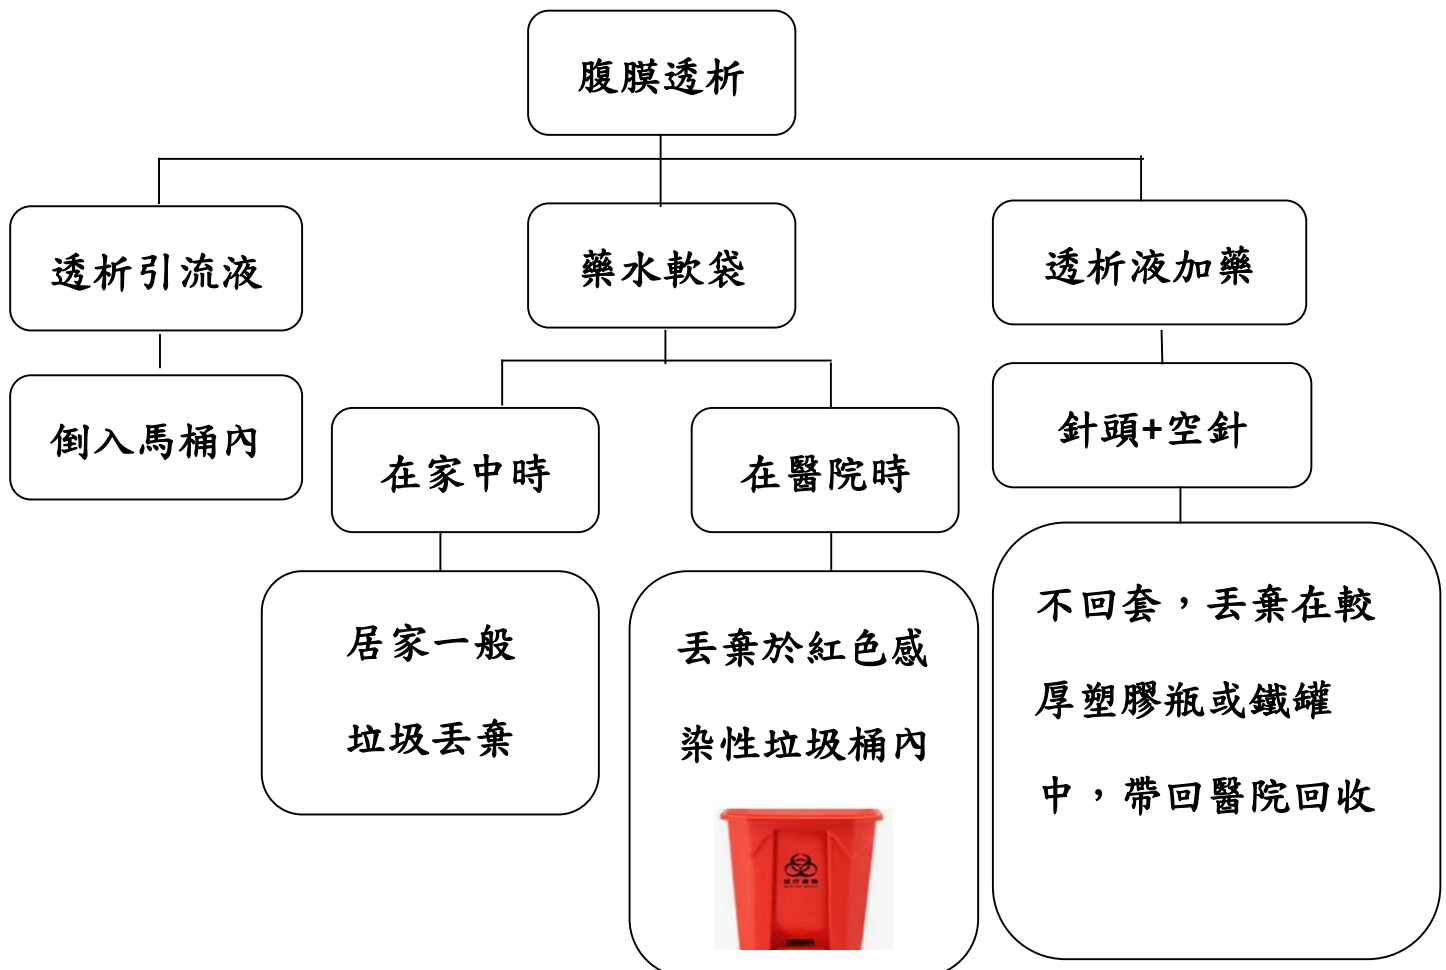 腹膜透析
透析引流液
藥水軟袋
透析液加藥
倒入馬桶內
在家中時
在醫院時
針頭+空針
居家一般
垃圾丟棄
丟棄於紅色感
染性垃圾桶內
不回套，丟棄在較
厚塑膠瓶或鐵罐
中，帶回醫院回收